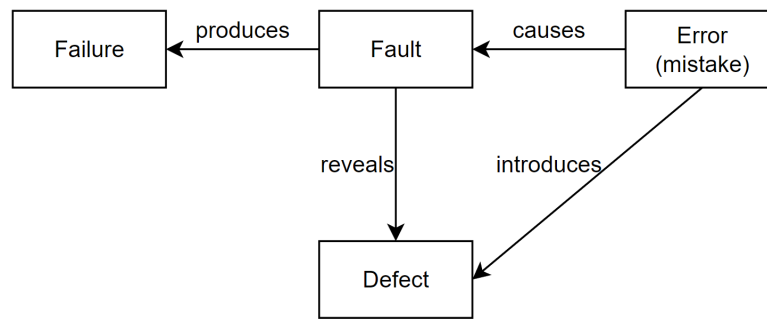 Failure
produces
Fault
causes
Error
(mistake)
reveals
introduces
Defect